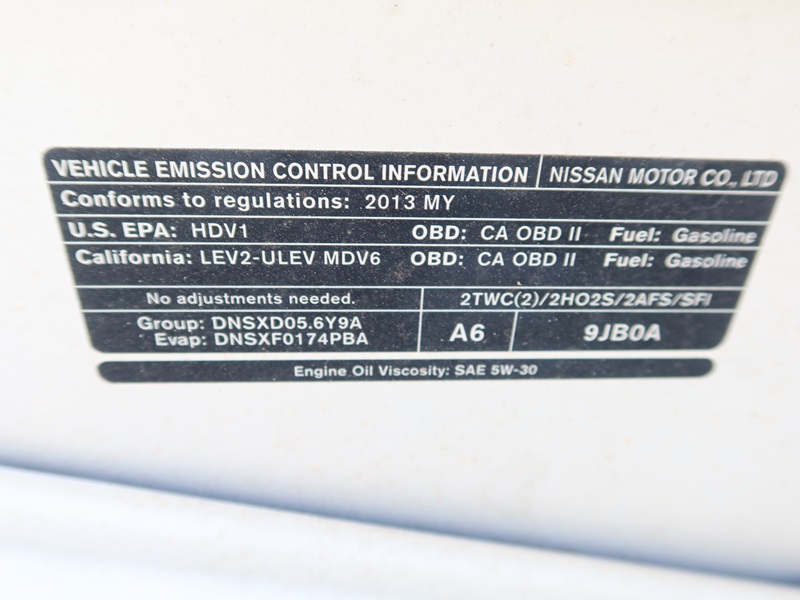 VEHICLE EMISSION CONTROL INFORMATION NISSAN MOTOR CO., LTD
Conforms to regulations: 2013 MY
U.S. EPA: HDV1 OBD: CA OBD II Fuel: Gasoline
California: LEV2-ULEV MDV6 OBD: CA OBD II Fuel: Gasoline
No adjustments needed. 2TWC(2)/2HO2S/2AFS/SFI
Group: DNSXD05.6Y9A
Evap: DNSXF0174PBA
A6 9JB0A
Engine Oil Viscosity: SAE 5W-30